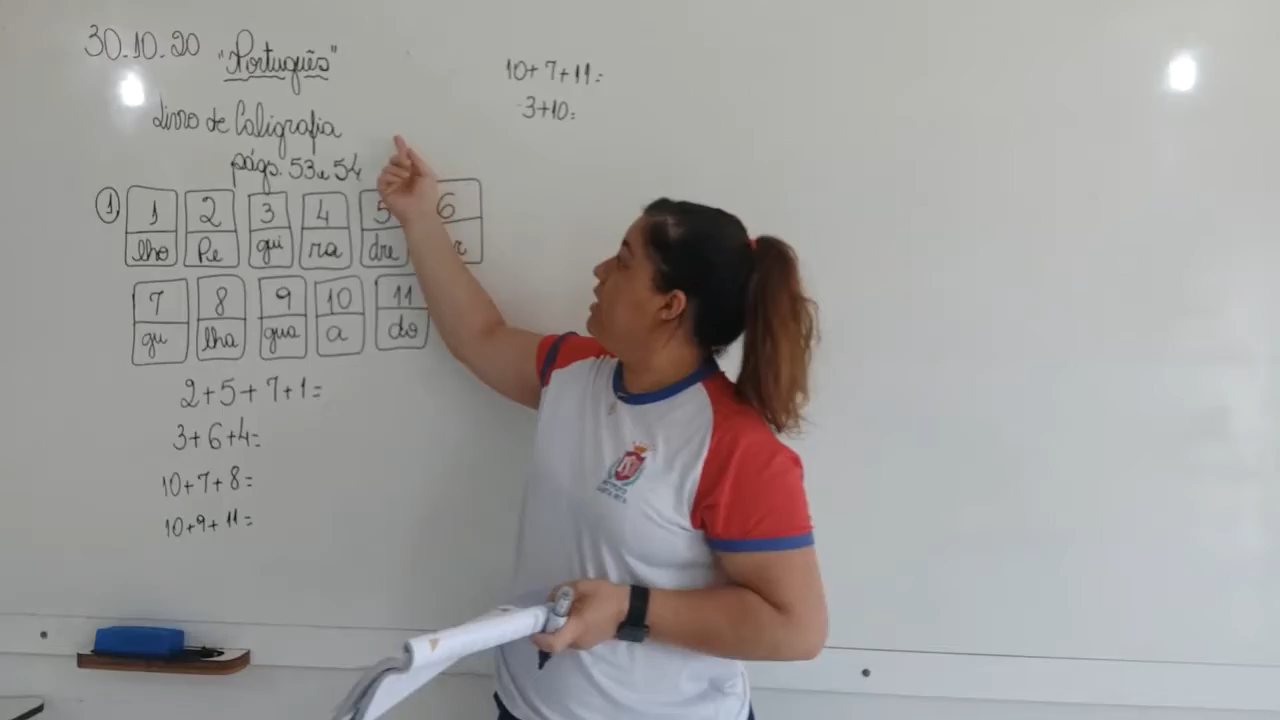 30.10.20 "Português"
Livro de Caligrafia
págs. 53 e 54
① 1 2 3 4 5 6
lho Pe gui ra dre
7 8 9 10 11
gu lha gua a do
2+5+7+1=
3+6+4=
10+7+8=
10+9+11=
10+7+11=
3+10=